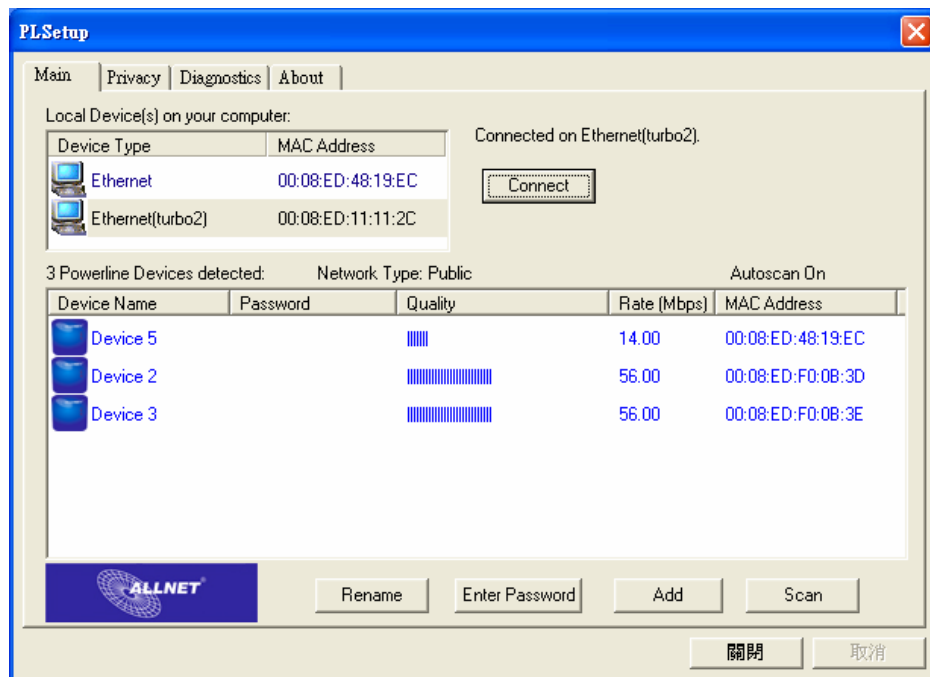 PLSetup
Main Privacy Diagnostics About
Local Device(s) on your computer:
Device Type MAC Address
Ethernet 00:08:ED:48:19:EC
Ethernet(turbo2) 00:08:ED:11:11:2C
Connected on Ethernet(turbo2).
Connect
3 Powerline Devices detected: Network Type: Public Autoscan On
Device Name Password Quality Rate (Mbps) MAC Address
Device 5 14.00 00:08:ED:48:19:EC
Device 2 56.00 00:08:ED:F0:0B:3D
Device 3 56.00 00:08:ED:F0:0B:3E
ALLNET®
Rename Enter Password Add Scan
關閉 取消